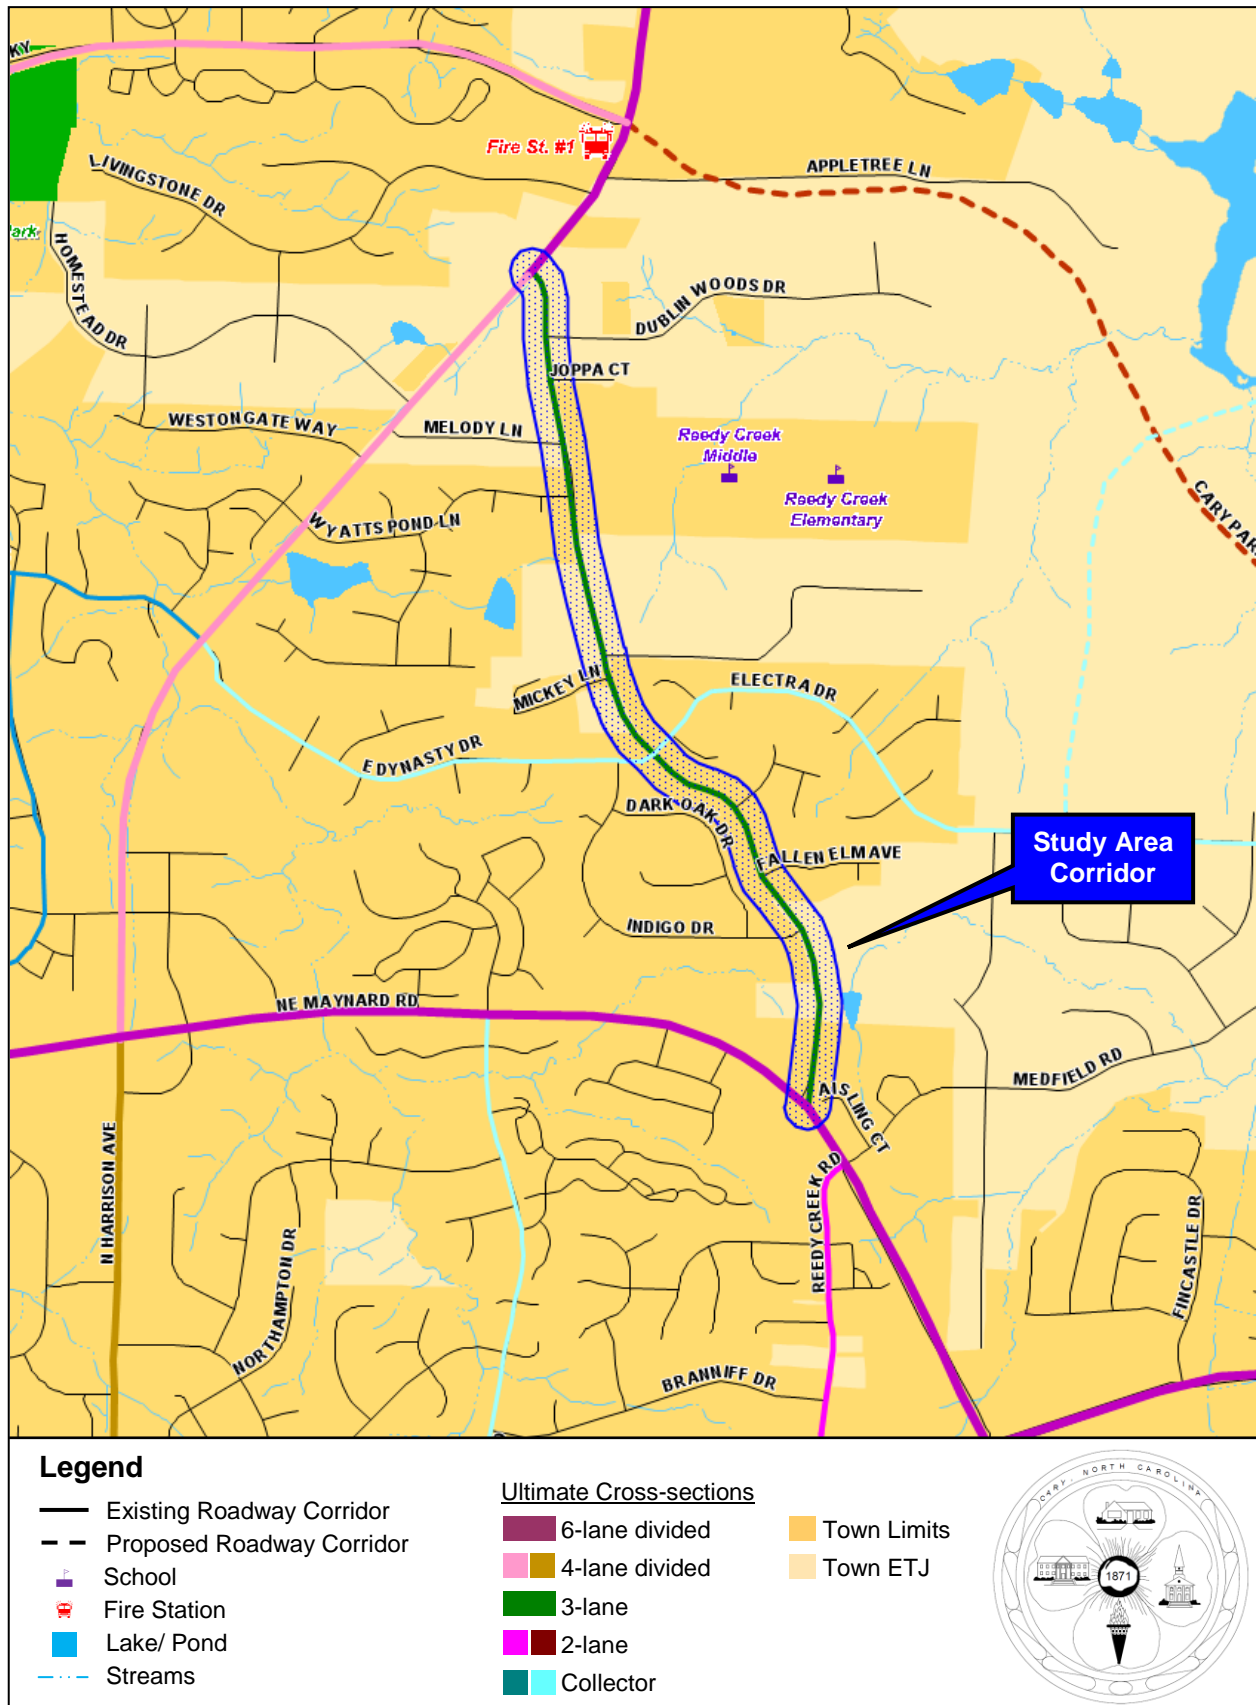 KY
Fire St. #1
APPLETREE LN
LIVINGSTONE DR
ark
HOMESTEAD DR
DUBLIN WOODS DR
JOPPA CT
WESTONGATE WAY
MELODY LN
Reedy Creek
Middle
Reedy Creek
Elementary
WYATTS POND LN
CARY PAR
MICKEY LN
ELECTRA DR
E DYNASTY DR
DARK OAK DR
FALLEN ELM AVE
Study Area
Corridor
INDIGO DR
NE MAYNARD RD
MEDFIELD RD
AISLING CT
N HARRISON AVE
REEDY CREEK RD
NORTHAMPTON DR
FINCASTLE DR
BRANNIFF DR
Legend
Existing Roadway Corridor
Proposed Roadway Corridor
School
Fire Station
Lake/ Pond
Streams
Ultimate Cross-sections
6-lane divided
4-lane divided
3-lane
2-lane
Collector
Town Limits
Town ETJ
CARY, NORTH CAROLINA
1871